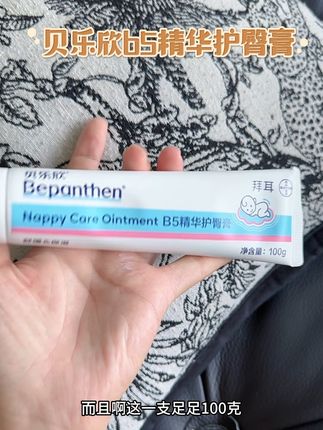 贝乐欣b5精华护臀膏
贝乐欣
Bepanthen®
拜耳
Nappy Care Ointment B5精华护臀膏
净含量：100g
而且啊这一支足足100克